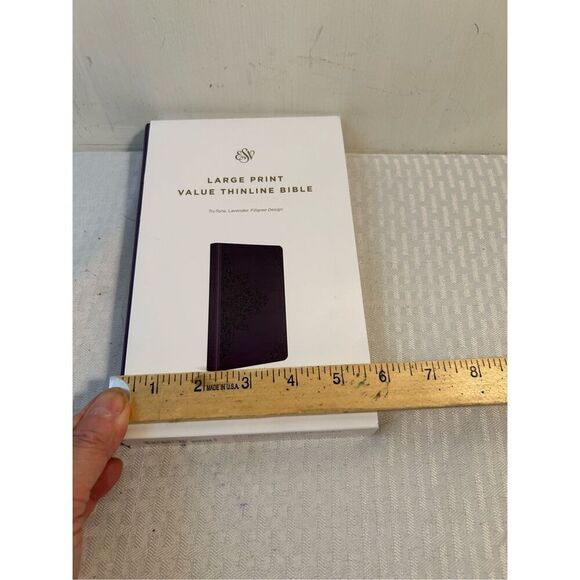 ESV
LARGE PRINT
VALUE THINLINE BIBLE
TruTone, Lavender, Filigree Design
1 2 3 4 5 6 7 8
MADE IN U.S.A.